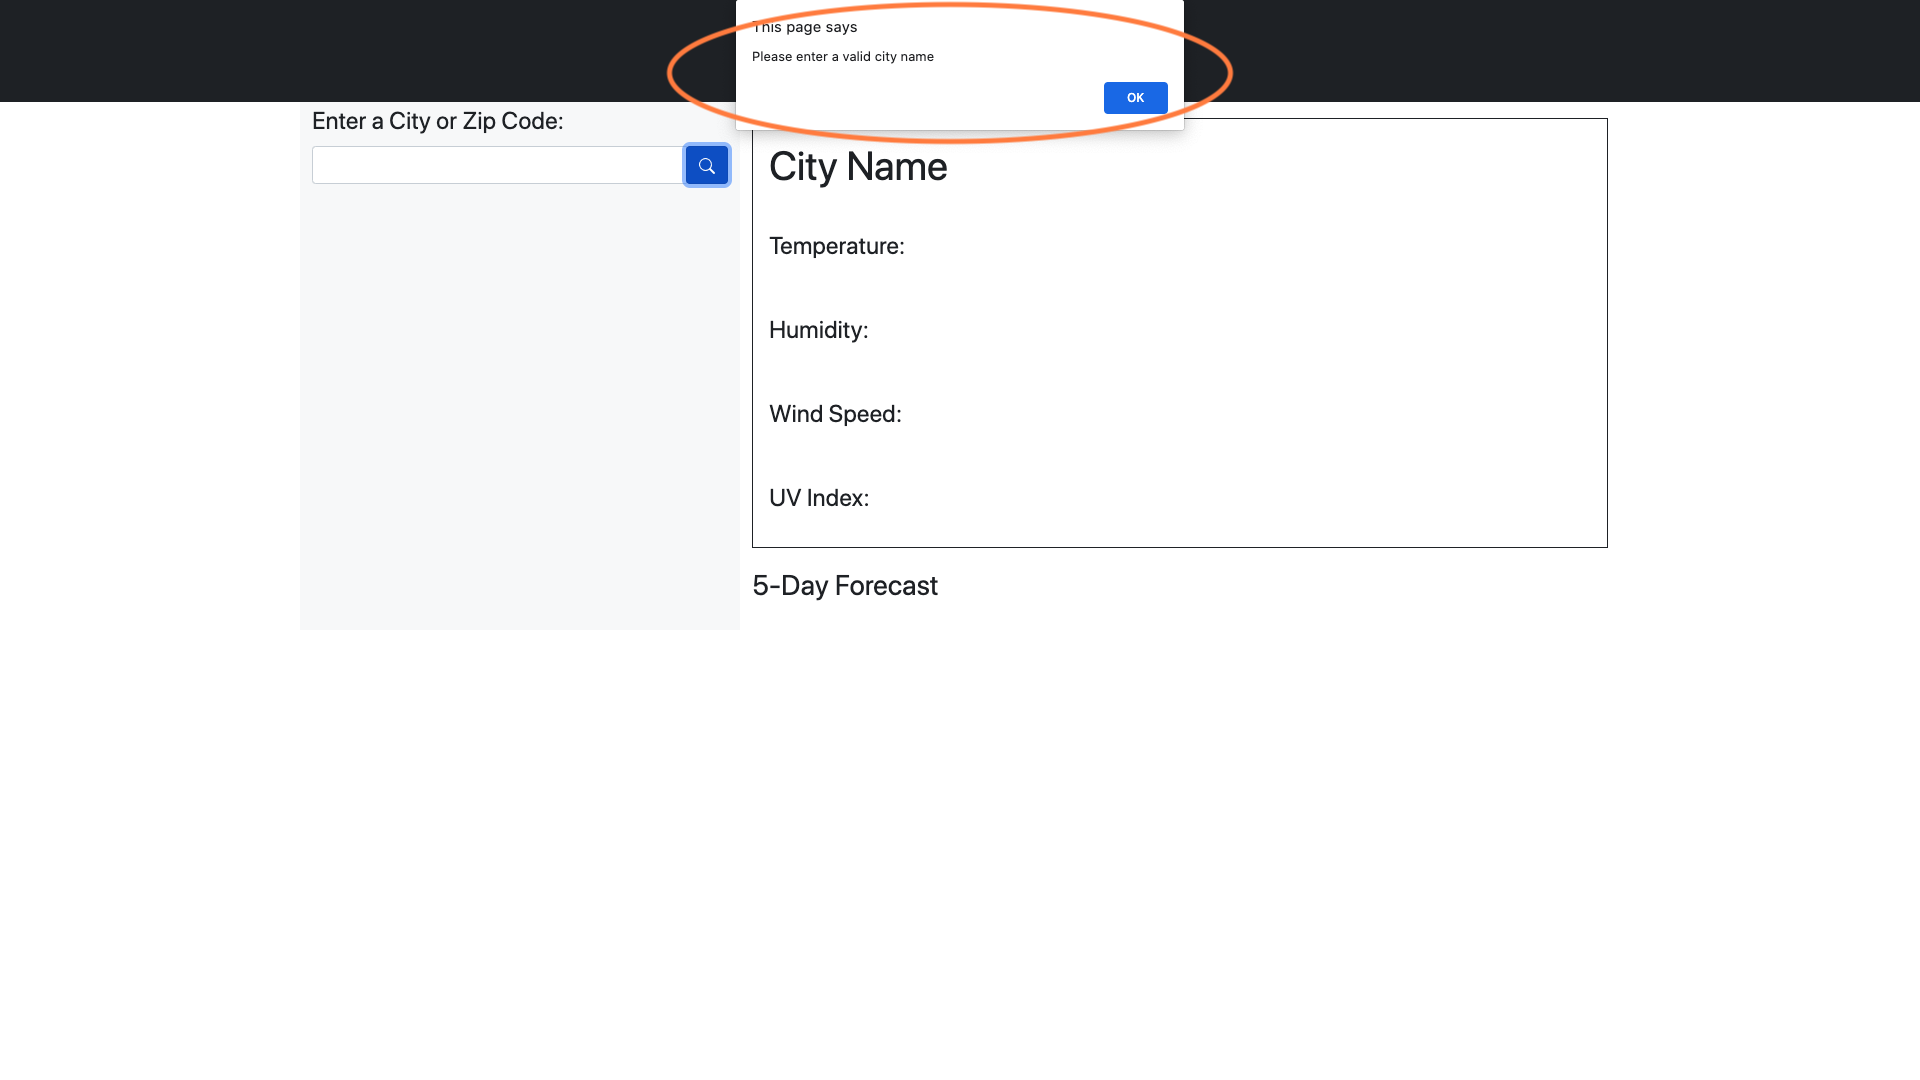 This page says
Please enter a valid city name
OK
Enter a City or Zip Code:
City Name
Temperature:
Humidity:
Wind Speed:
UV Index:
5-Day Forecast